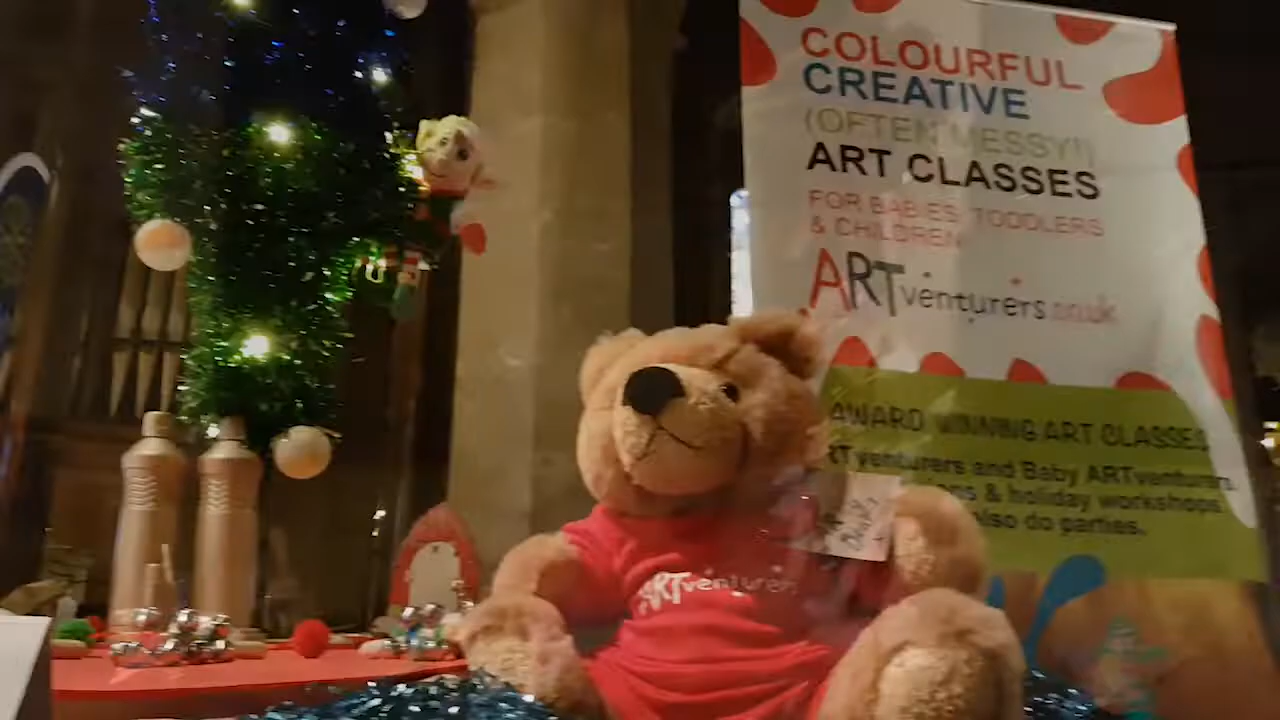 COLOURFUL
CREATIVE
(OFTEN MESSY!)
ART CLASSES
FOR BABIES, TODDLERS
& CHILDREN
ARTventurers.co.uk
AWARD WINNING ART CLASSES
ARTventurers and Baby ARTventurers
& holiday workshops.
also do parties.
ARTventurers